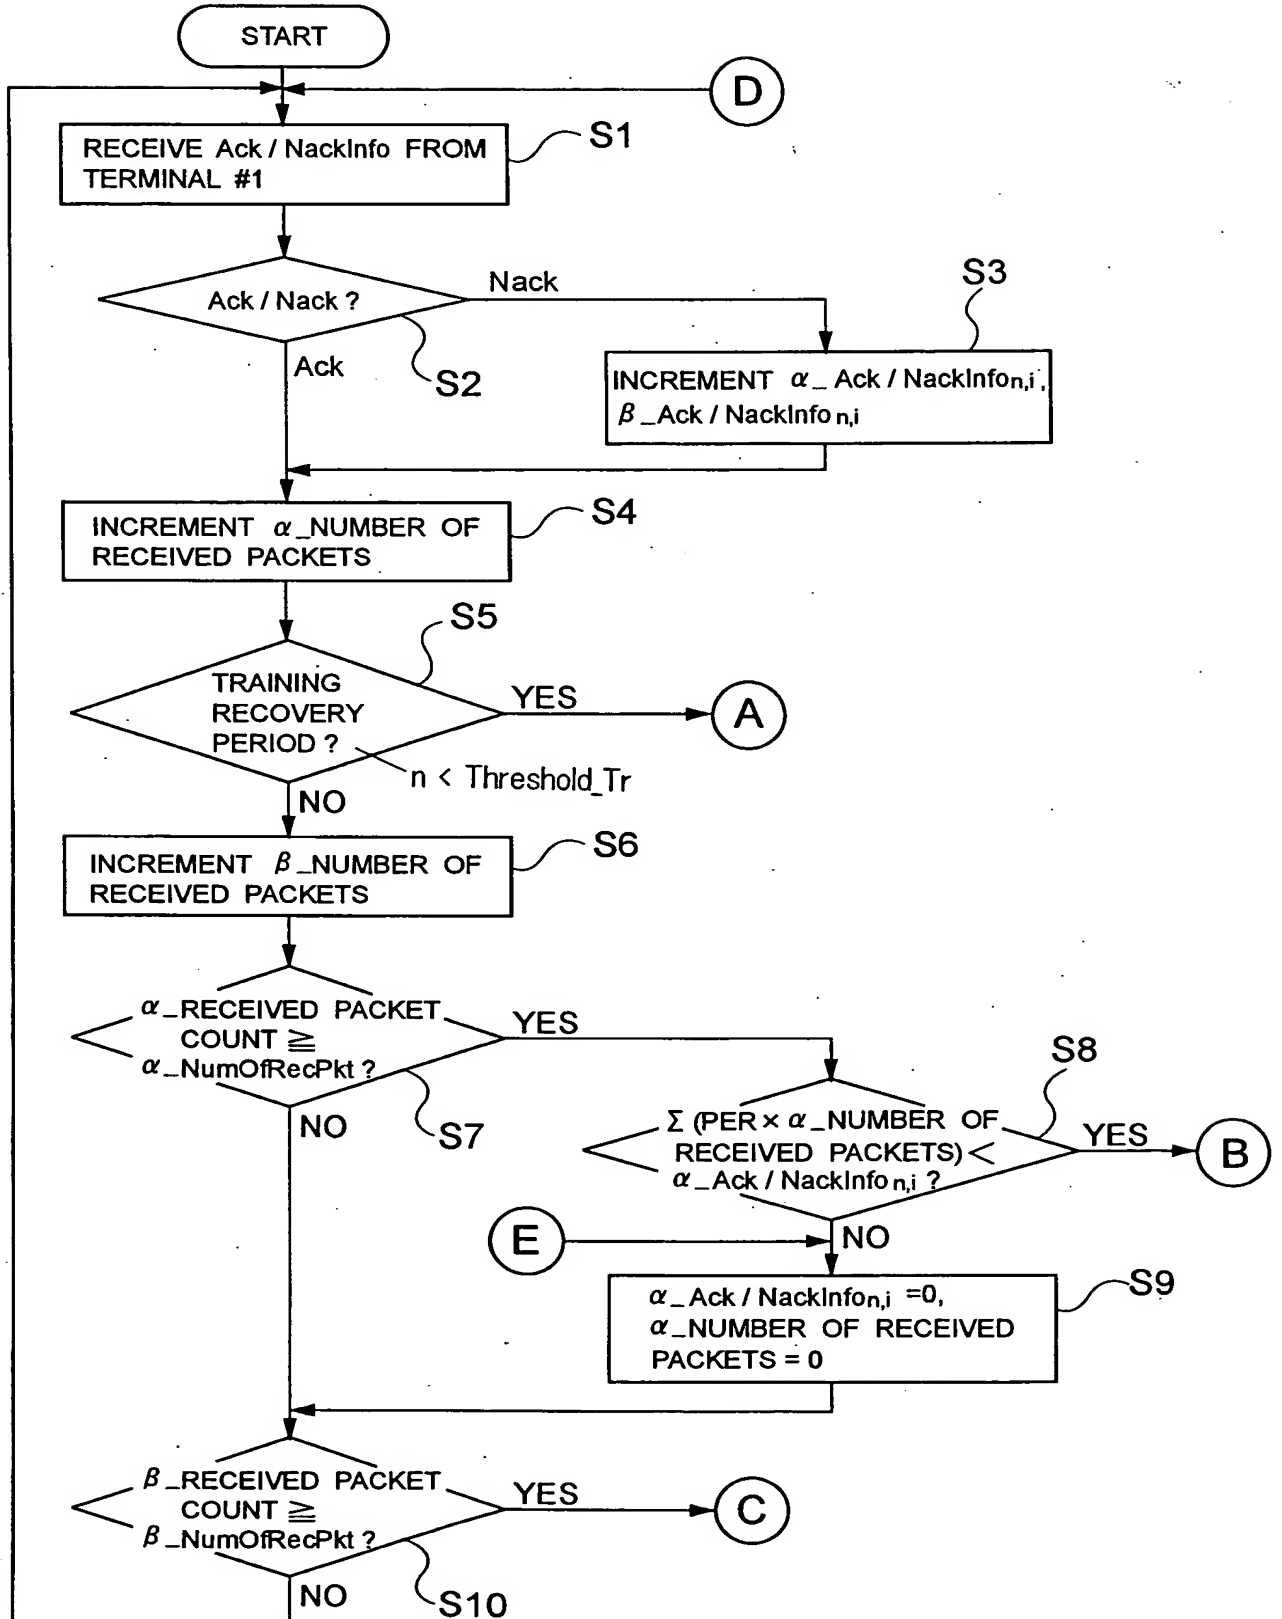 START
D
S1
RECEIVE Ack / NackInfo FROM
TERMINAL #1
Ack / Nack ?
Nack
S3
Ack
S2
INCREMENT α_Ack / NackInfon,i,
β_Ack / NackInfo n,i
S4
INCREMENT α_NUMBER OF
RECEIVED PACKETS
S5
TRAINING
RECOVERY
PERIOD ?
YES
A
n < Threshold_Tr
NO
S6
INCREMENT β_NUMBER OF
RECEIVED PACKETS
α_RECEIVED PACKET
COUNT ≧
α_NumOfRecPkt ?
YES
S8
NO
S7
Σ (PER × α_NUMBER OF
RECEIVED PACKETS) <
α_Ack / NackInfo n,i ?
YES
B
E
NO
S9
α_Ack / NackInfon,i =0,
α_NUMBER OF RECEIVED
PACKETS = 0
β_RECEIVED PACKET
COUNT ≧
β_NumOfRecPkt ?
YES
C
NO
S10